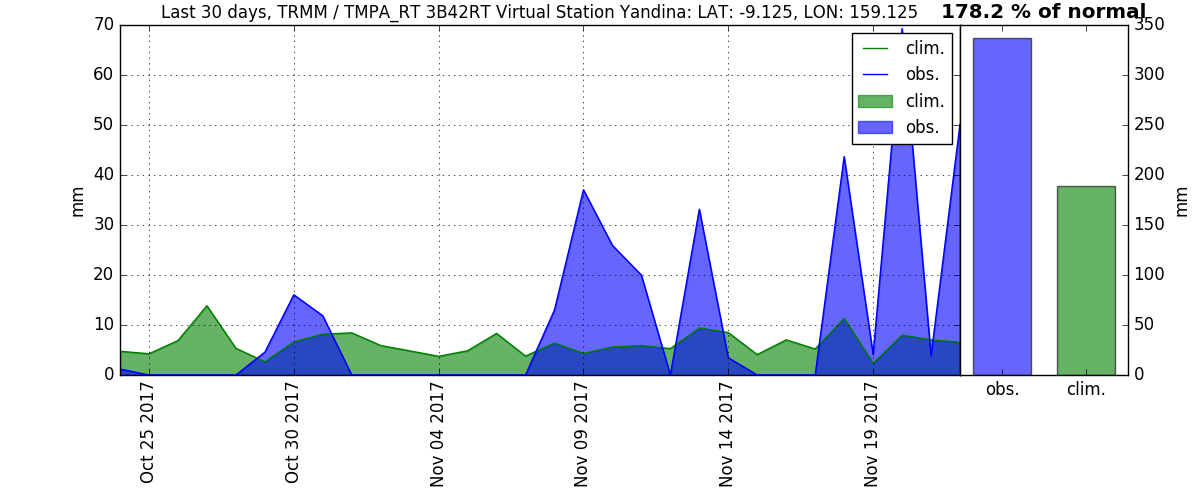 Last 30 days, TRMM / TMPA_RT 3B42RT Virtual Station Yandina: LAT: -9.125, LON: 159.125
178.2 % of normal
70
60
50
40
30
20
10
0
mm
clim.
obs.
clim.
obs.
350
300
250
200
150
100
50
0
mm
Oct 25 2017
Oct 30 2017
Nov 04 2017
Nov 09 2017
Nov 14 2017
Nov 19 2017
obs.
clim.